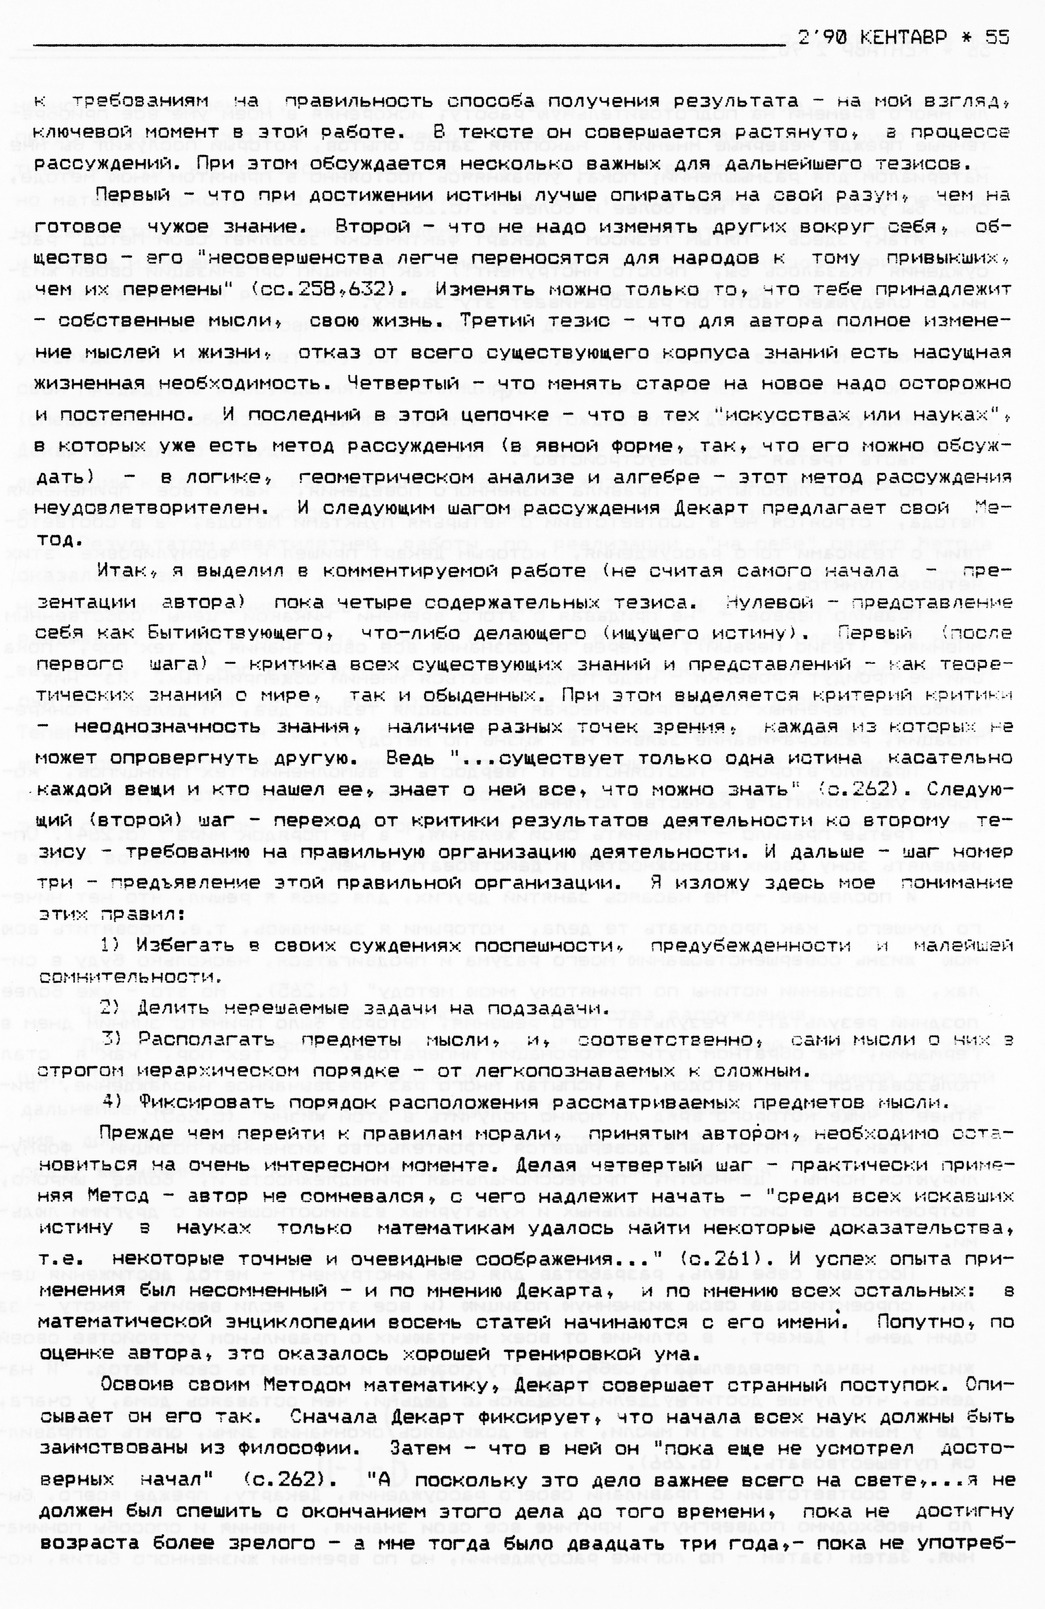 2'90 КЕНТАВР * 55
к требованиям на правильность способа получения результата - на мой взгляд,
ключевой момент в этой работе. В тексте он совершается растянуто, в процессе
рассуждений. При этом обсуждается несколько важных для дальнейшего тезисов.
Первый - что при достижении истины лучше опираться на свой разум, чем на
готовое чужое знание. Второй - что не надо изменять других вокруг себя, об-
щество - его "несовершенства легче переносятся для народов к тому привыкших,
чем их перемены" (сс.258,632). Изменять можно только то, что тебе принадлежит
- собственные мысли, свою жизнь. Третий тезис - что для автора полное измене-
ние мыслей и жизни, отказ от всего существующего корпуса знаний есть насущная
жизненная необходимость. Четвертый - что менять старое на новое надо осторожно
и постепенно. И последний в этой цепочке - что в тех "искусствах или науках",
в которых уже есть метод рассуждения (в явной форме, так, что его можно обсуж-
дать) - в логике, геометрическом анализе и алгебре - этот метод рассуждения
неудовлетворителен. И следующим шагом рассуждения Декарт предлагает свой Ме-
тод.
Итак, я выделил в комментируемой работе (не считая самого начала - пре-
зентации автора) пока четыре содержательных тезиса. Нулевой - представление
себя как Бытийствующего, что-либо делающего (ищущего истину). Первый (после
первого шага) - критика всех существующих знаний и представлений - как теоре-
тических знаний о мире, так и обыденных. При этом выделяется критерий критики
- неоднозначность знания, наличие разных точек зрения, каждая из которых не
может опровергнуть другую. Ведь "...существует только одна истина касательно
каждой вещи и кто нашел ее, знает о ней все, что можно знать" (с.262). Следую-
щий (второй) шаг - переход от критики результатов деятельности ко второму те-
зису - требованию на правильную организацию деятельности. И дальше - шаг номер
три - предъявление этой правильной организации. Я изложу здесь мое понимание
этих правил:
1) Избегать в своих суждениях поспешности, предубежденности и малейшей
сомнительности.
2) Делить нерешаемые задачи на подзадачи.
3) Располагать предметы мысли, и, соответственно, сами мысли о них в
строгом иерархическом порядке - от легкопознаваемых к сложным.
4) Фиксировать порядок расположения рассматриваемых предметов мысли.
Прежде чем перейти к правилам морали, принятым автором, необходимо оста-
новиться на очень интересном моменте. Делая четвертый шаг - практически приме-
няя Метод - автор не сомневался, с чего надлежит начать - "среди всех искавших
истину в науках только математикам удалось найти некоторые доказательства,
т.е. некоторые точные и очевидные соображения..." (с.261). И успех опыта при-
менения был несомненный - и по мнению Декарта, и по мнению всех остальных: в
математической энциклопедии восемь статей начинаются с его имени. Попутно, по
оценке автора, это оказалось хорошей тренировкой ума.
Освоив своим Методом математику, Декарт совершает странный поступок. Опи-
сывает он его так. Сначала Декарт фиксирует, что начала всех наук должны быть
заимствованы из философии. Затем - что в ней он "пока еще не усмотрел досто-
верных начал" (с.262). "А поскольку это дело важнее всего на свете,...я не
должен был спешить с окончанием этого дела до того времени, пока не достигну
возраста более зрелого - а мне тогда было двадцать три года,- пока не употреб-